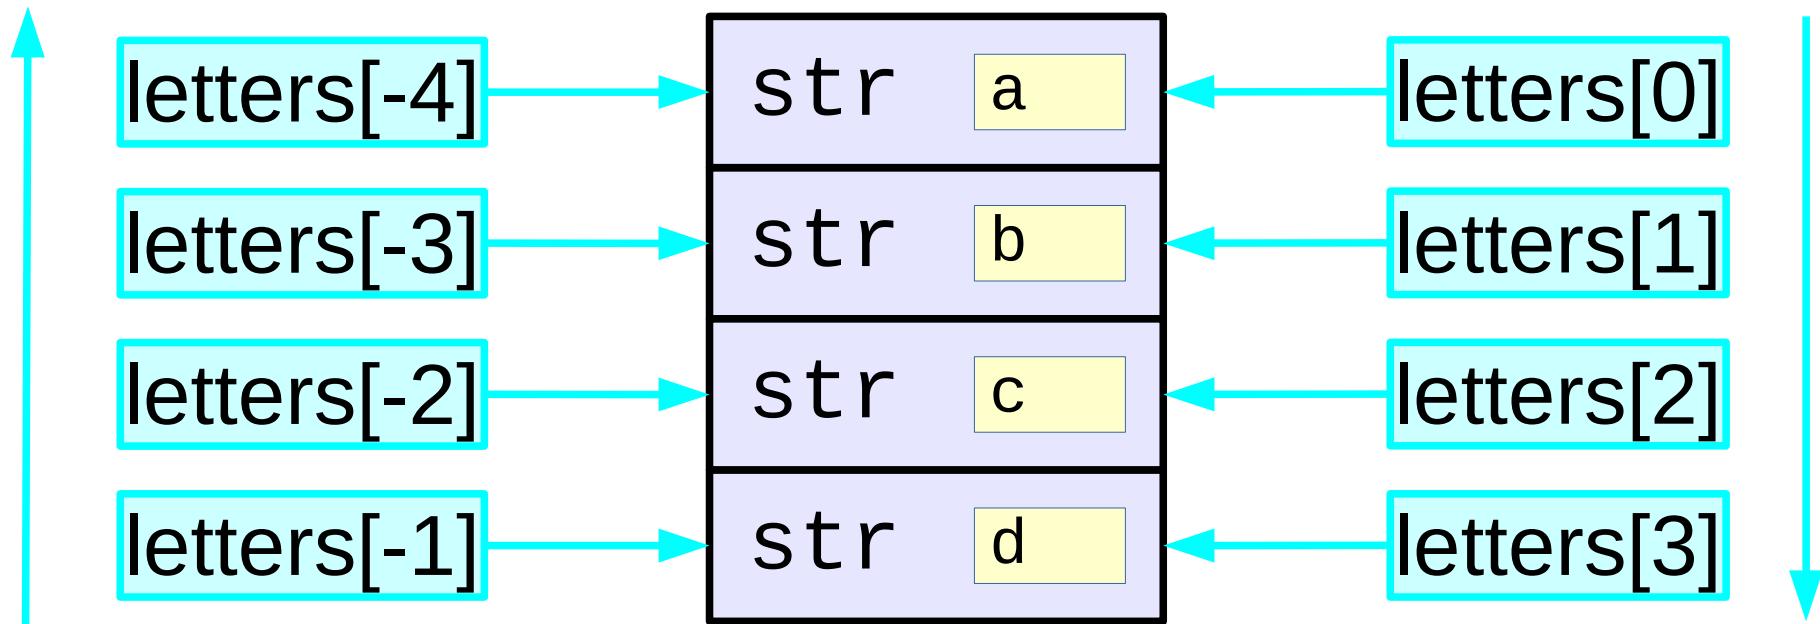 letters[-4] str a letters[0]
letters[-3] str b letters[1]
letters[-2] str c letters[2]
letters[-1] str d letters[3]